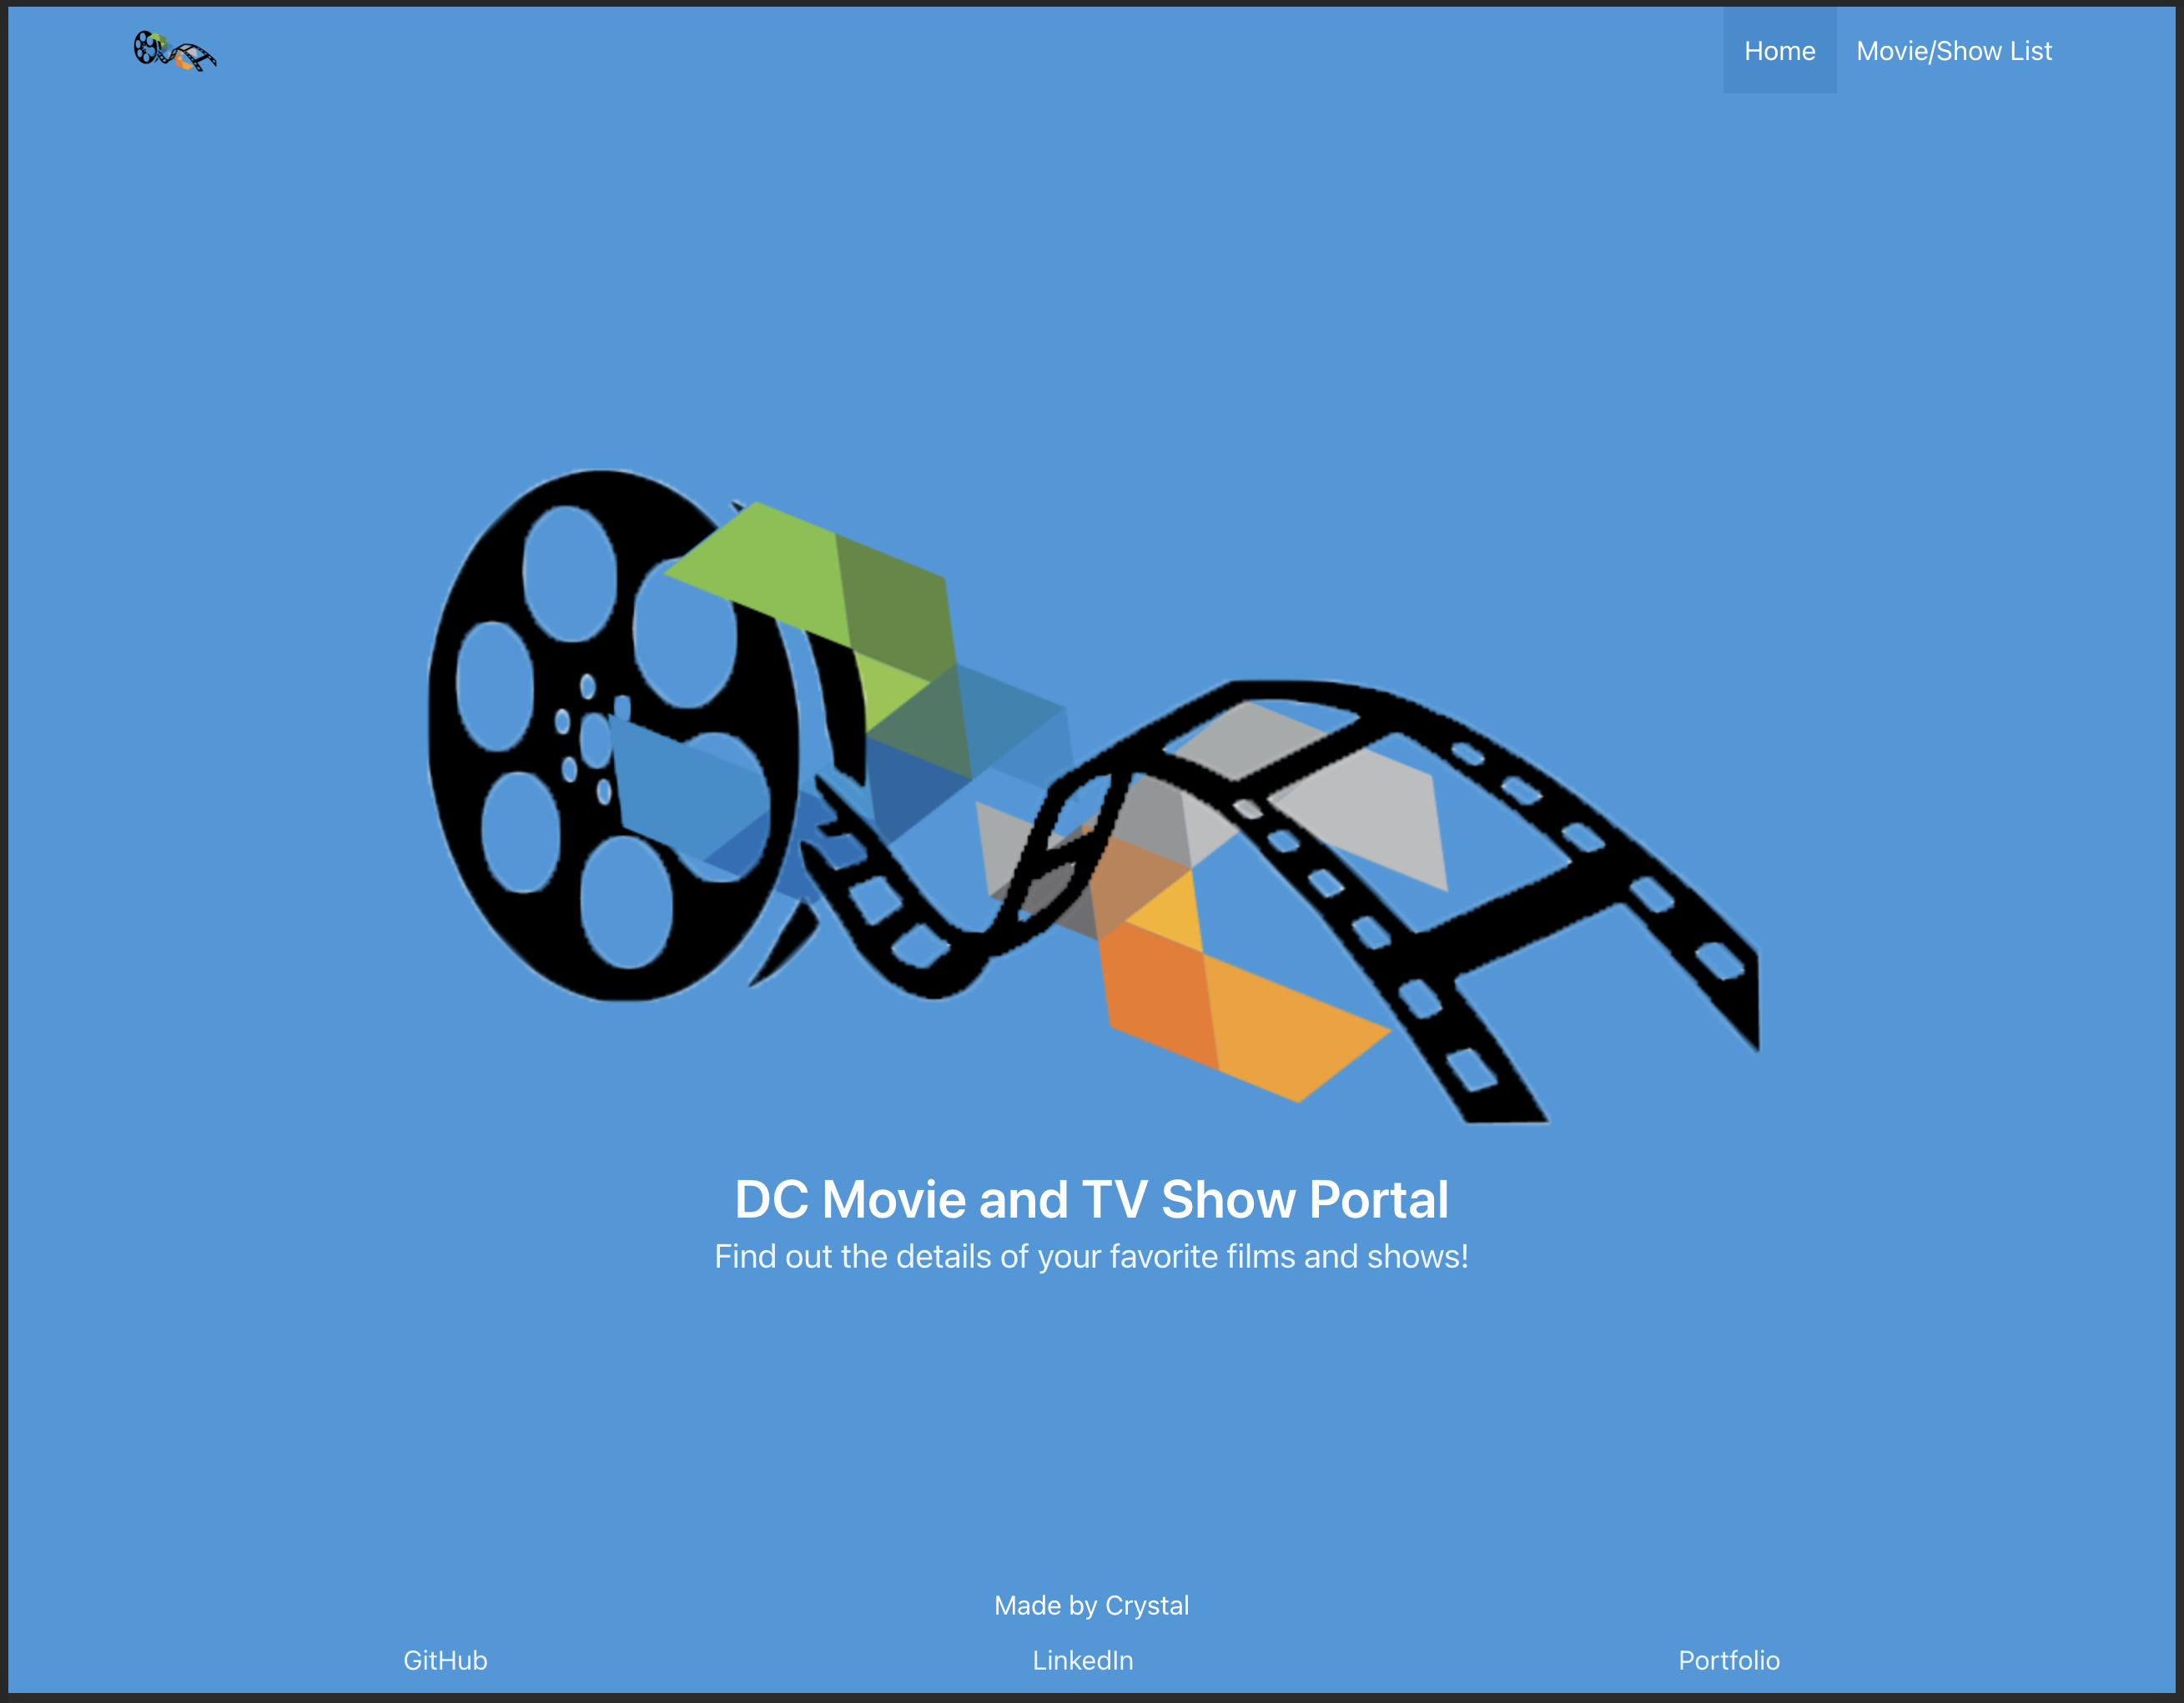 Home
Movie/Show List
DC Movie and TV Show Portal
Find out the details of your favorite films and shows!
Made by Crystal
GitHub
LinkedIn
Portfolio